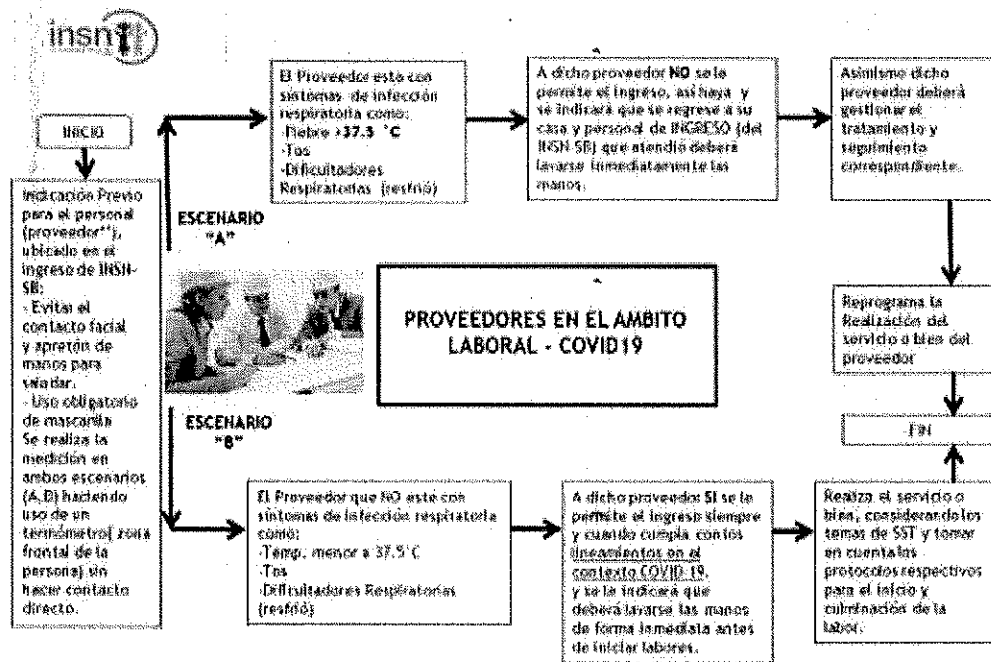 insn
INICIO
Indicación Previo
para el personal
(proveedor**),
ubicado en el
ingreso de INSN-
SB:
- Evitar el
contacto facial
y apretón de
manos para
saludar.
- Uso obligatorio
de mascarilla
Se realiza la
medición en
ambos escenarios
(A,B) haciendo
uso de un
termómetro( zona
frontal de la
persona) sin
hacer contacto
directo.
ESCENARIO
"A"
El Proveedor está con
síntomas de infección
respiratoria como:
-Fiebre >37.5 °C
-Tos
-Dificultadores
Respiratorias (resfrió)
A dicho proveedor NO se le
permite el ingreso, así haya y
se indicará que se regrese a su
casa y personal de INGRESO (del
INSN-SB) que atendió deberá
lavarse inmediatamente las
manos.
Asimismo dicho
proveedor deberá
gestionar el
tratamiento y
seguimiento
correspondiente.
Reprograma la
Realización del
servicio o bien del
proveedor
FIN
PROVEEDORES EN EL AMBITO
LABORAL - COVID19
ESCENARIO
"B"
El Proveedor que NO esté con
síntomas de infección respiratoria
como:
-Temp. menor a 37.5°C
-Tos
-Dificultadores Respiratorias
(resfrió)
A dicho proveedor SI se le
permite el ingreso siempre
y cuando cumpla con los
lineamientos en el
contexto COVID-19,
y se le indicará que
deberá lavarse las manos
de forma inmediata antes
de iniciar labores.
Realiza el servicio o
bien, considerando los
temas de SST y tomar
en cuenta los
protocolos respectivos
para el inicio y
culminación de la
labor.